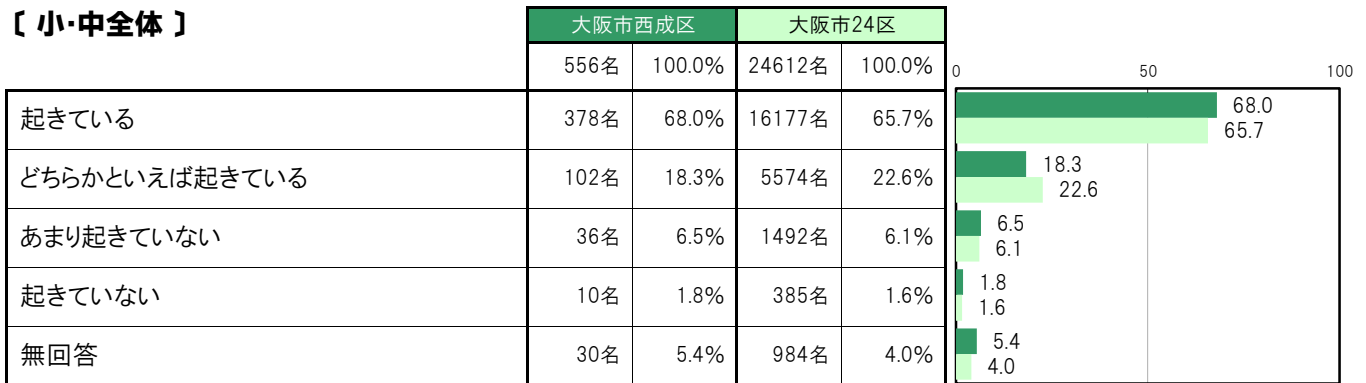 〔 小・中全体 〕
大阪市西成区 大阪市24区
556名 100.0% 24612名 100.0%
0 50 100
起きている 378名 68.0% 16177名 65.7%
68.0
65.7
どちらかといえば起きている 102名 18.3% 5574名 22.6%
18.3
22.6
あまり起きていない 36名 6.5% 1492名 6.1%
6.5
6.1
起きていない 10名 1.8% 385名 1.6%
1.8
1.6
無回答 30名 5.4% 984名 4.0%
5.4
4.0